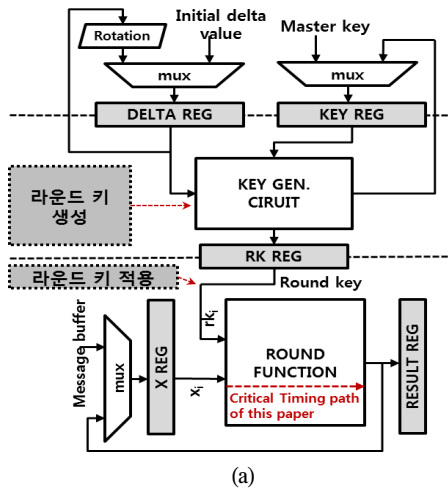 Rotation
Initial delta
value
Master key
mux
mux
DELTA REG
KEY REG
라운드 키
생성
KEY GEN.
CIRUIT
RK REG
라운드 키 적용
Round key
Message buffer
mux
X REG
rki
xi
ROUND
FUNCTION
Critical Timing path
of this paper
RESULT REG
(a)